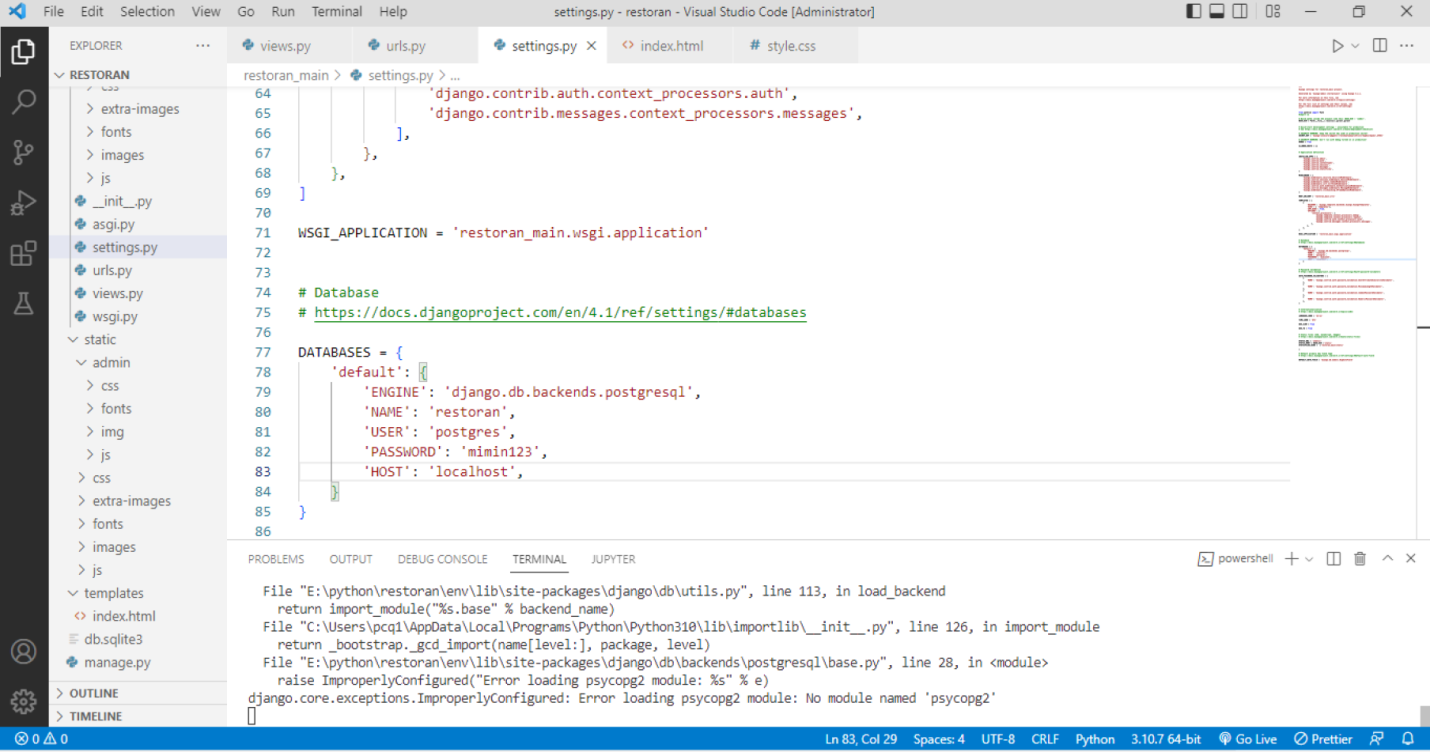 File Edit Selection View Go Run Terminal Help
settings.py - restoran - Visual Studio Code [Administrator]
EXPLORER
views.py
urls.py
settings.py
index.html
# style.css
RESTORAN
restoran_main > settings.py > ...
css
extra-images
fonts
images
js
__init__.py
asgi.py
settings.py
urls.py
views.py
wsgi.py
static
admin
css
fonts
img
js
css
extra-images
fonts
images
js
templates
index.html
db.sqlite3
manage.py
OUTLINE
TIMELINE
64 'django.contrib.auth.context_processors.auth',
65 'django.contrib.messages.context_processors.messages',
66 ],
67 },
68 },
69 ]
70
71 WSGI_APPLICATION = 'restoran_main.wsgi.application'
72
73
74 # Database
75 # https://docs.djangoproject.com/en/4.1/ref/settings/#databases
76
77 DATABASES = {
78 'default': {
79 'ENGINE': 'django.db.backends.postgresql',
80 'NAME': 'restoran',
81 'USER': 'postgres',
82 'PASSWORD': 'mimin123',
83 'HOST': 'localhost',
84 }
85 }
86
PROBLEMS OUTPUT DEBUG CONSOLE TERMINAL JUPYTER
powershell
File "E:\python\restoran\env\lib\site-packages\django\db\utils.py", line 113, in load_backend
return import_module("%s.base" % backend_name)
File "C:\Users\pcq1\AppData\Local\Programs\Python\Python310\lib\importlib\__init__.py", line 126, in import_module
return _bootstrap._gcd_import(name[level:], package, level)
File "E:\python\restoran\env\lib\site-packages\django\db\backends\postgresql\base.py", line 28, in <module>
raise ImproperlyConfigured("Error loading psycopg2 module: %s" % e)
django.core.exceptions.ImproperlyConfigured: Error loading psycopg2 module: No module named 'psycopg2'
0 0
Ln 83, Col 29 Spaces: 4 UTF-8 CRLF Python 3.10.7 64-bit Go Live Prettier